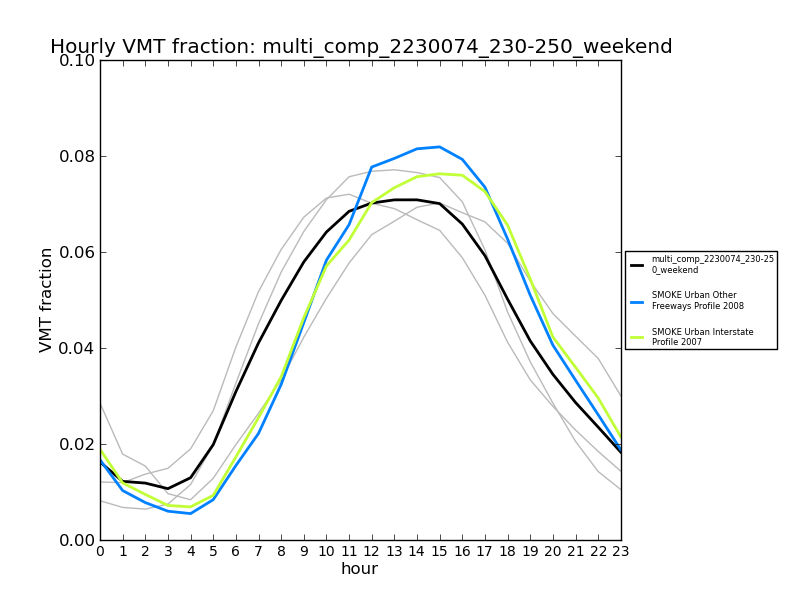 Hourly VMT fraction: multi_comp_2230074_230-250_weekend
0.10
0.08
0.06
0.04
0.02
0.00
VMT fraction
0 1 2 3 4 5 6 7 8 9 10 11 12 13 14 15 16 17 18 19 20 21 22 23
hour
multi_comp_2230074_230-25
0_weekend
SMOKE Urban Other
Freeways Profile 2008
SMOKE Urban Interstate
Profile 2007